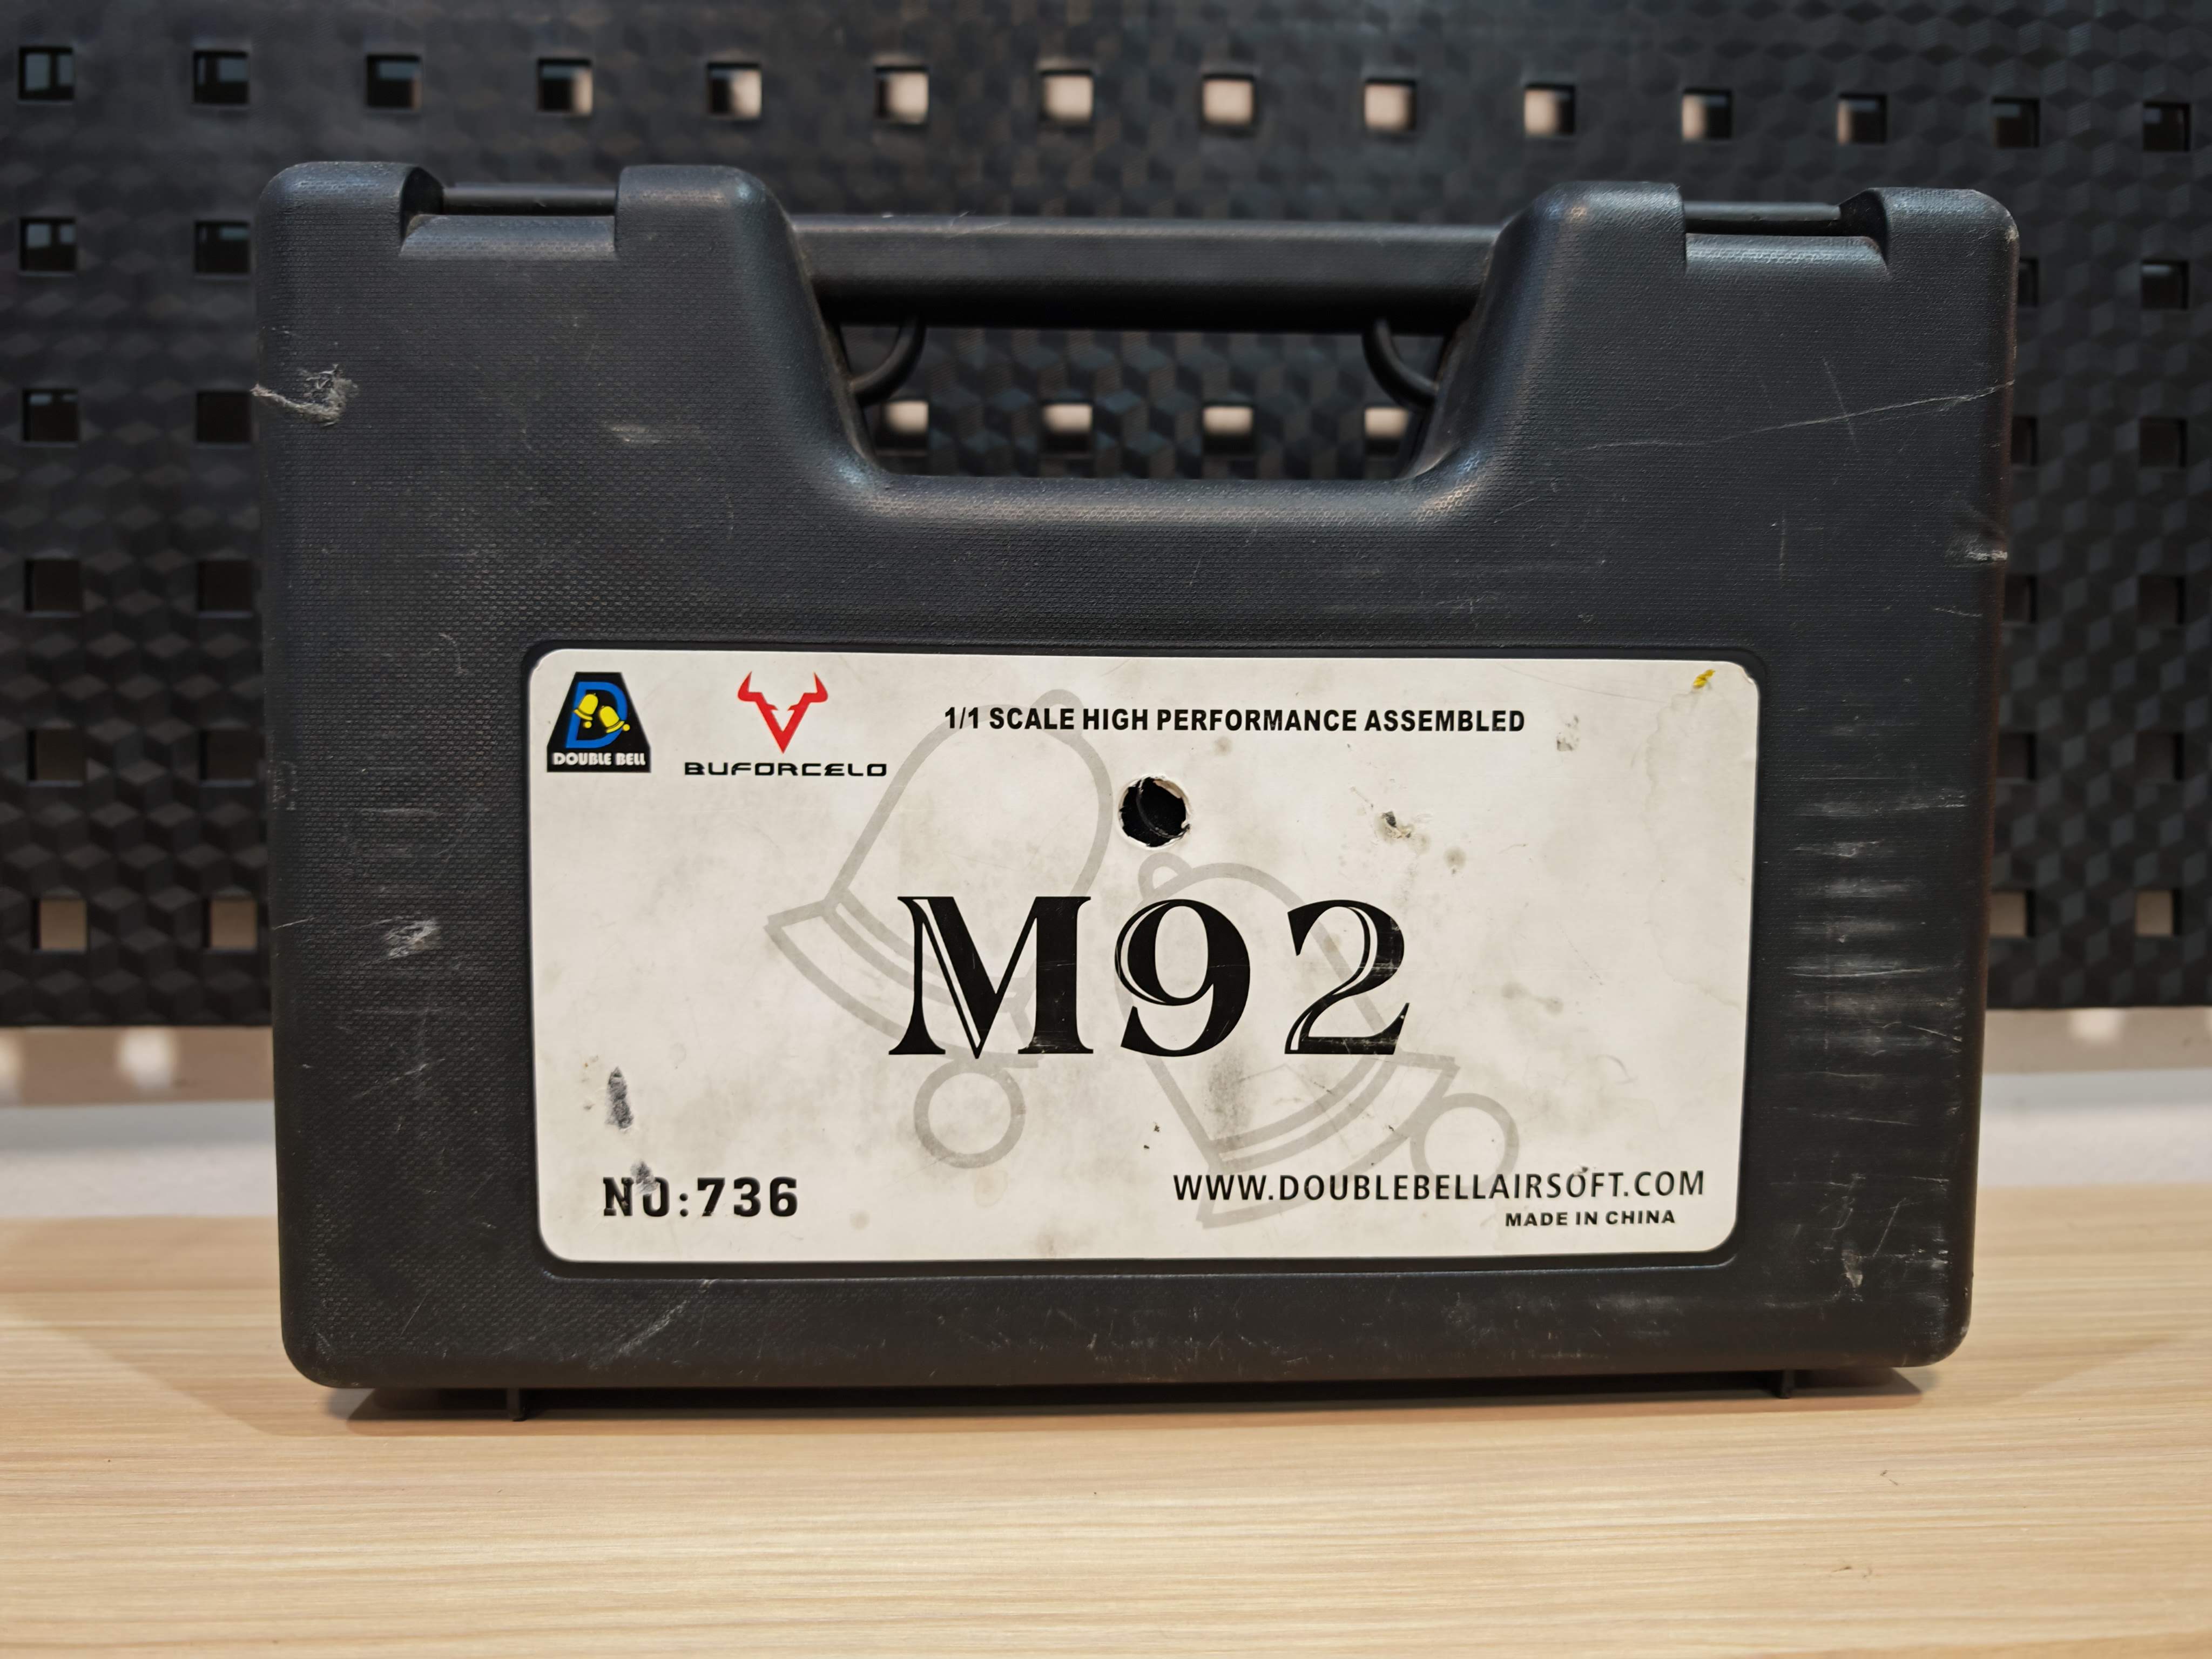 DOUBLE BELL
BUFORCELO
1/1 SCALE HIGH PERFORMANCE ASSEMBLED
M92
NO:736
WWW.DOUBLEBELLAIRSOFT.COM
MADE IN CHINA